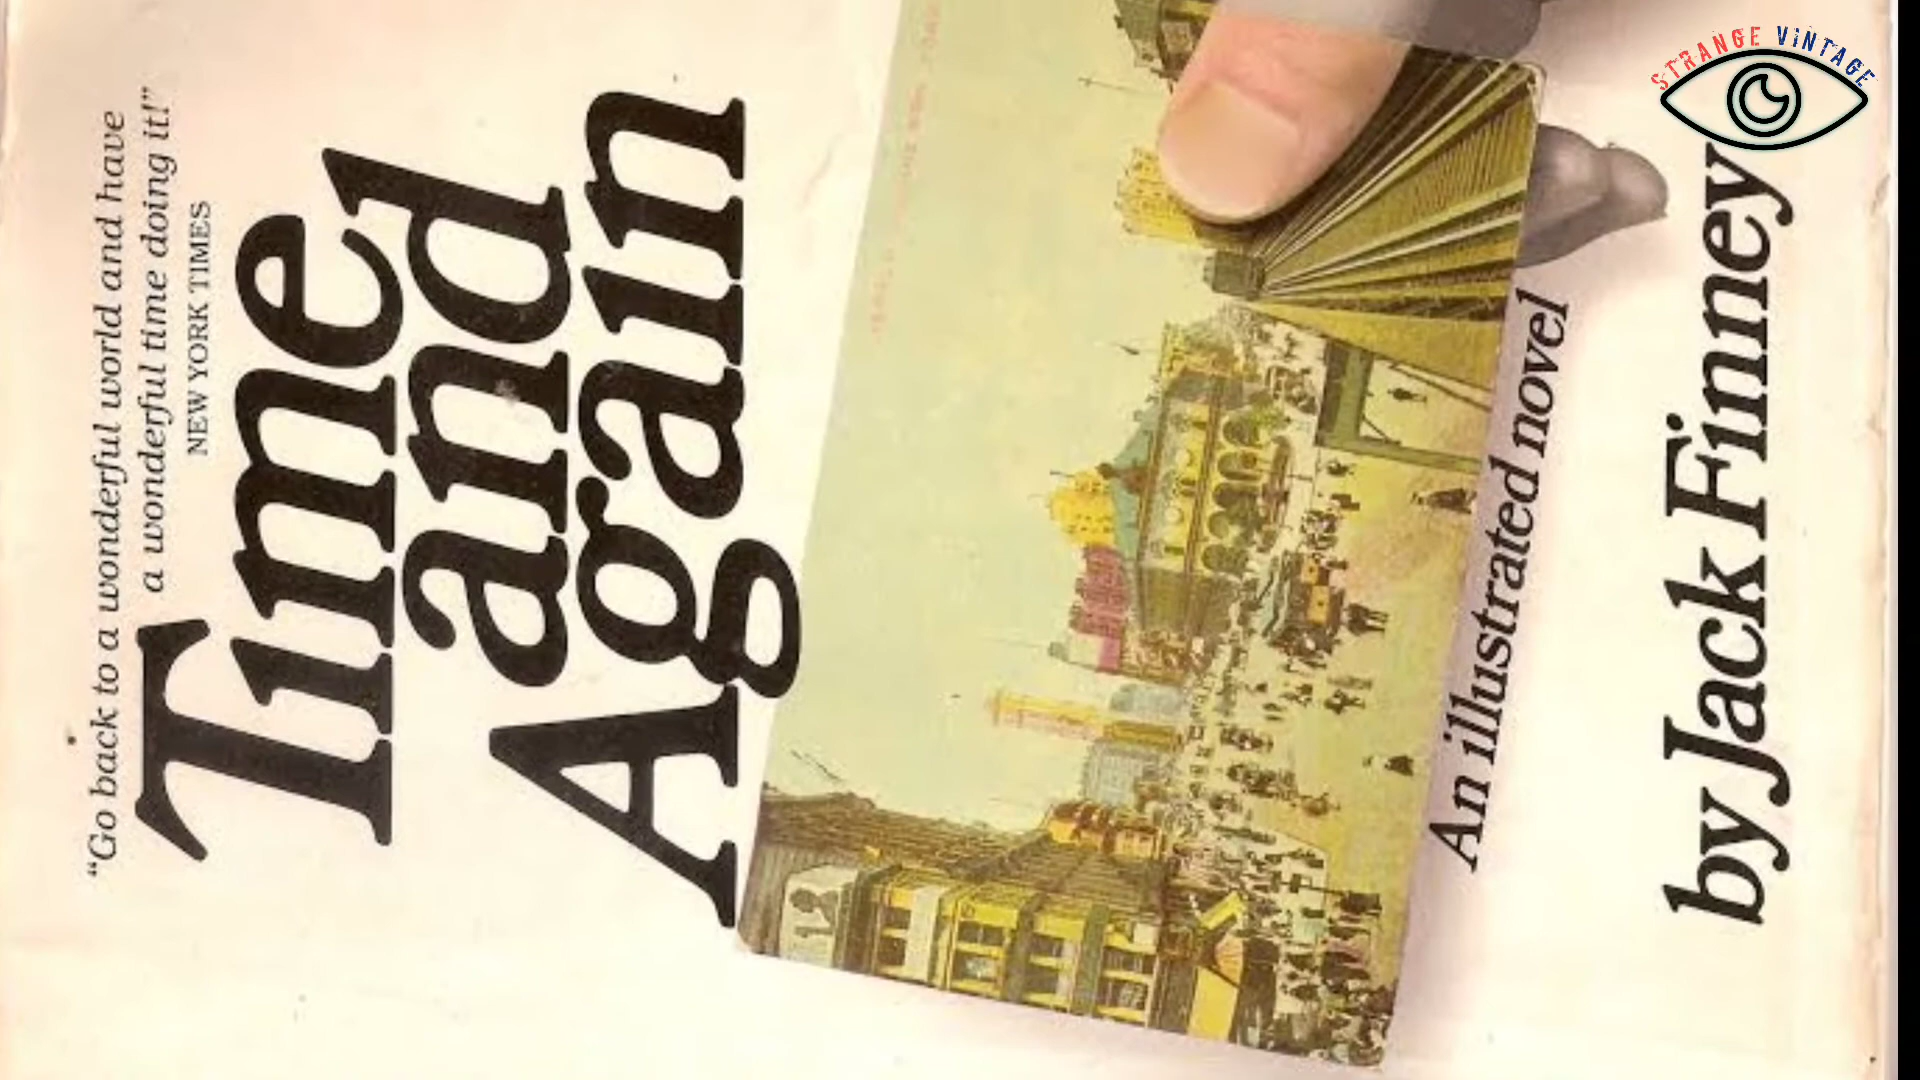 "Go back to a wonderful world and have
a wonderful time doing it!"
NEW YORK TIMES
Time
and
Again
An illustrated novel
by Jack Finney
STRANGE VINTAGE